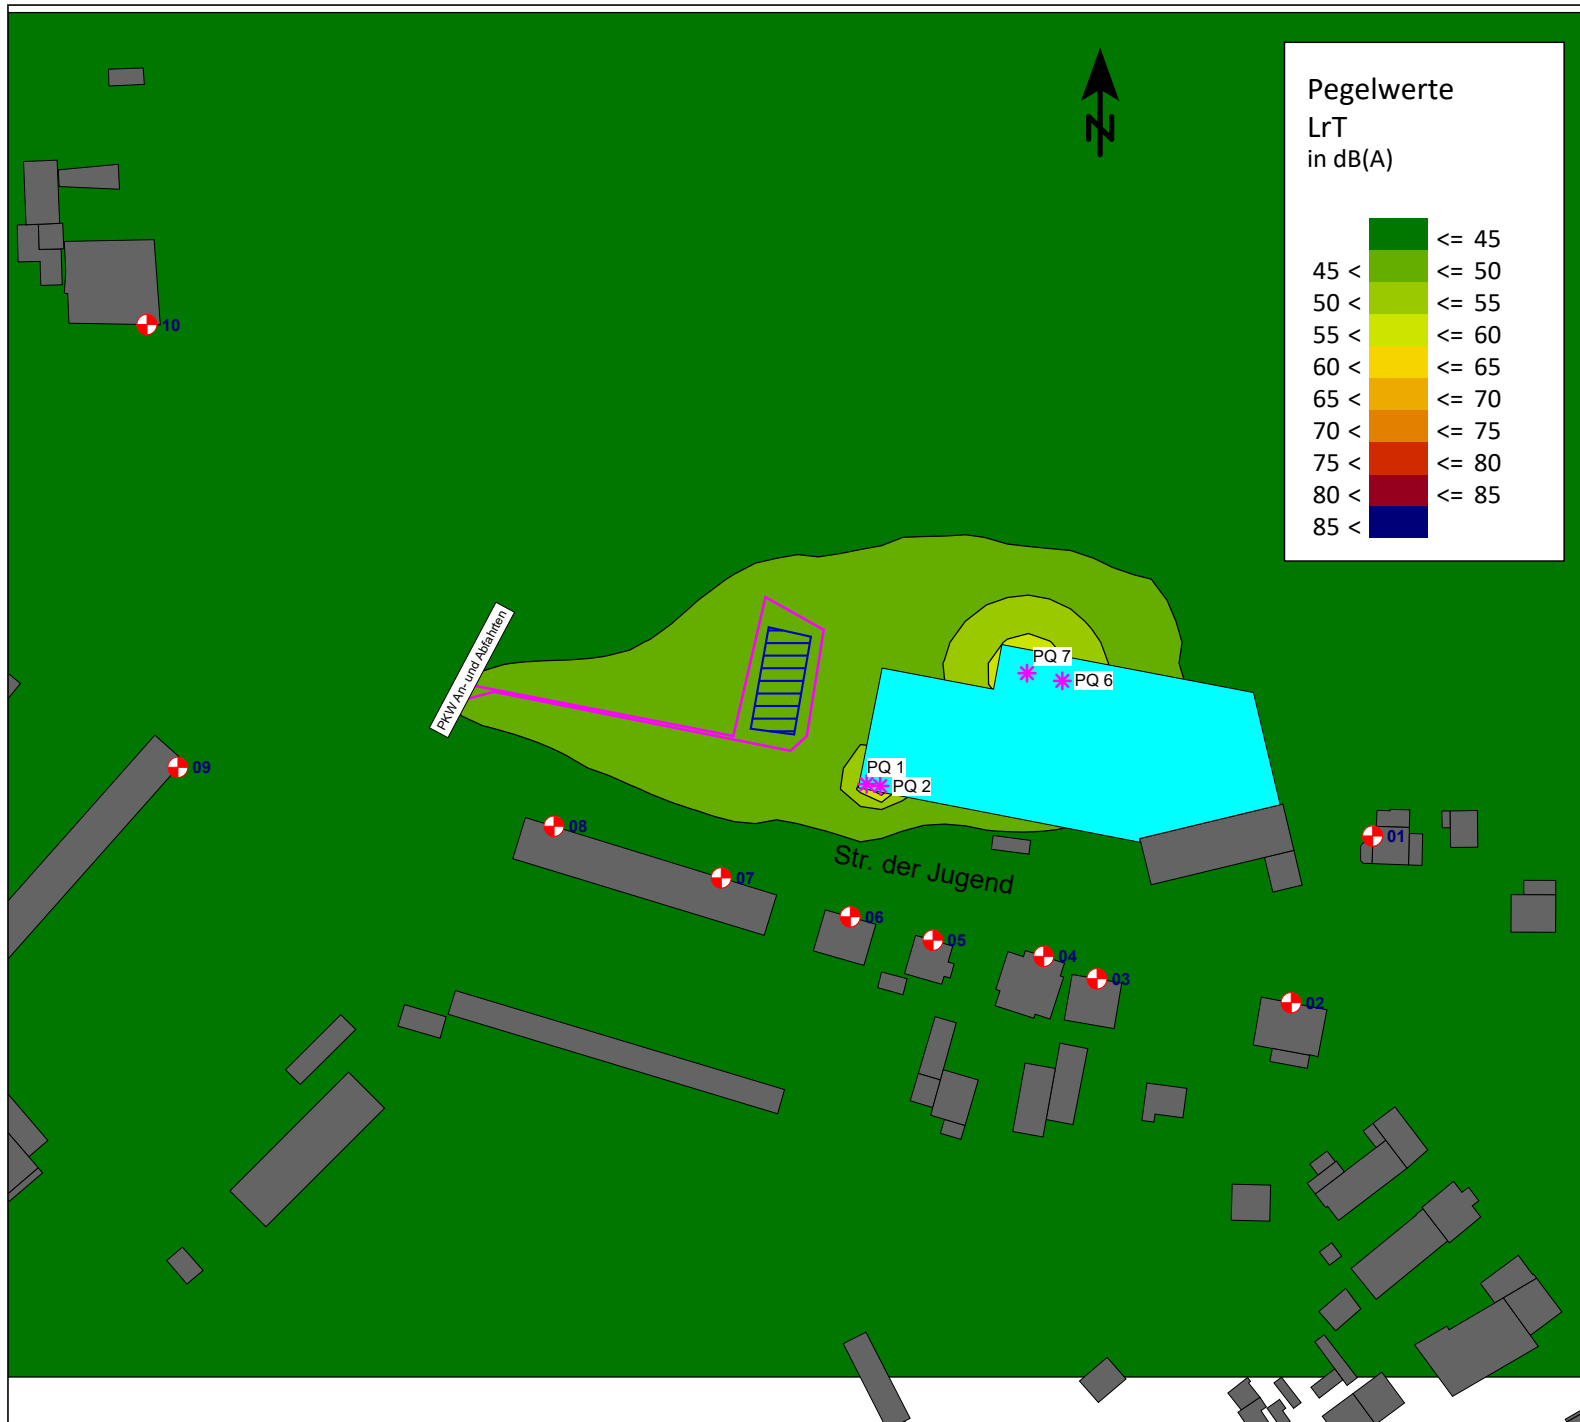 N
Pegelwerte
LrT
in dB(A)
<= 45
45 < <= 50
50 < <= 55
55 < <= 60
60 < <= 65
65 < <= 70
70 < <= 75
75 < <= 80
80 < <= 85
85 <
10
PKW An- und Abfahrten
PQ 7
PQ 6
PQ 1
PQ 2
09
08
07
Str. der Jugend
01
06
05
04
03
02